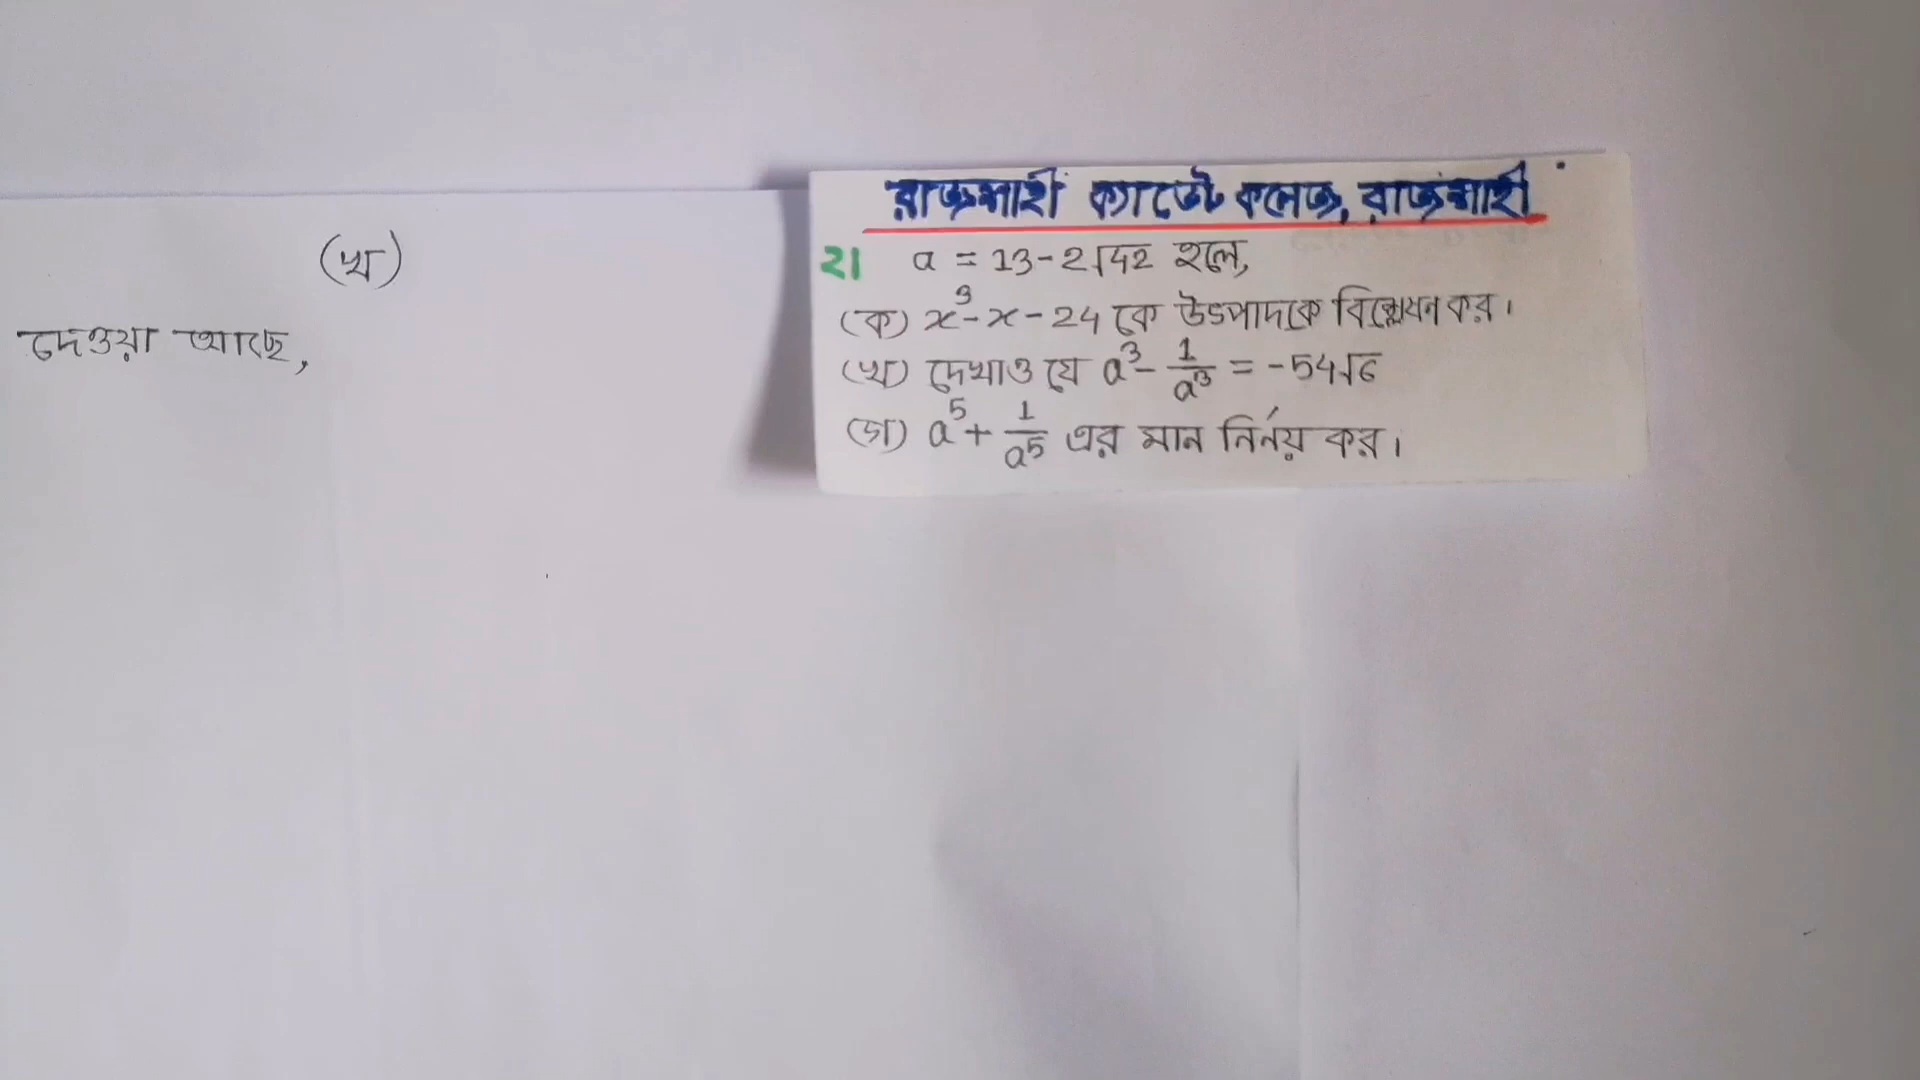 রাজশাহী ক্যাডেট কলেজ, রাজশাহী
২। a = 13-2√42 হলে,
(ক) x³-x-24 কে উৎপাদকে বিশ্লেষণ কর।
(খ) দেখাও যে a³ - 1/a³ = -54√6
(গ) a⁵ + 1/a⁵ এর মান নির্ণয় কর।
(খ)
দেওয়া আছে,